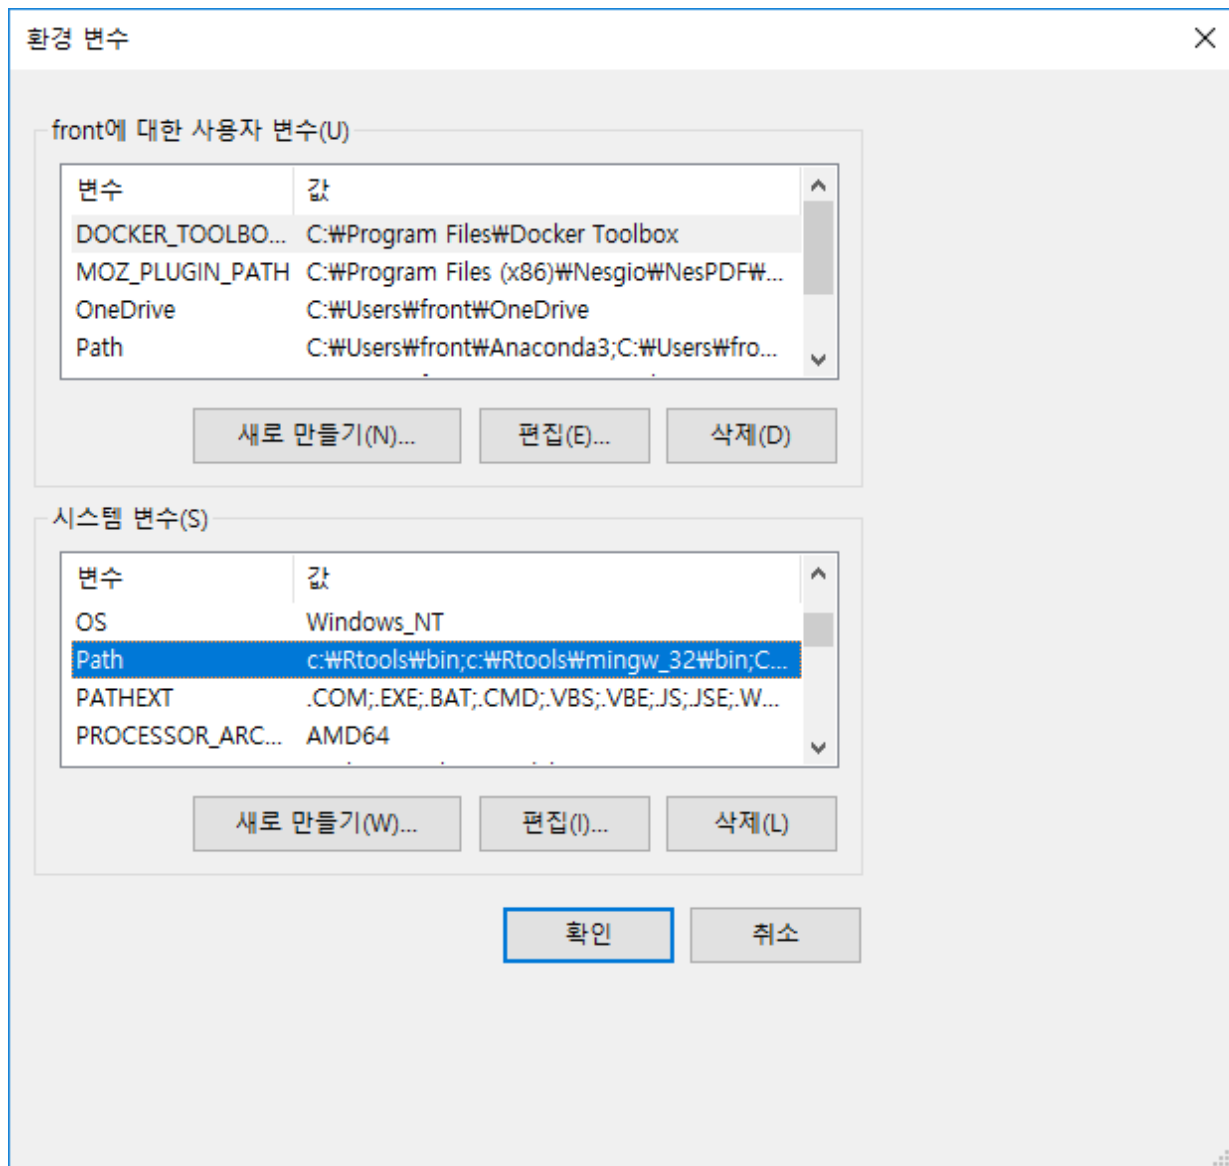 환경 변수
front에 대한 사용자 변수(U)
변수 값
DOCKER_TOOLBO... C:₩Program Files₩Docker Toolbox
MOZ_PLUGIN_PATH C:₩Program Files (x86)₩Nesgio₩NesPDF₩...
OneDrive C:₩Users₩front₩OneDrive
Path C:₩Users₩front₩Anaconda3;C:₩Users₩fro...
새로 만들기(N)... 편집(E)... 삭제(D)
시스템 변수(S)
변수 값
OS Windows_NT
Path c:₩Rtools₩bin;c:₩Rtools₩mingw_32₩bin;C...
PATHEXT .COM;.EXE;.BAT;.CMD;.VBS;.VBE;.JS;.JSE;.W...
PROCESSOR_ARC... AMD64
새로 만들기(W)... 편집(I)... 삭제(L)
확인 취소